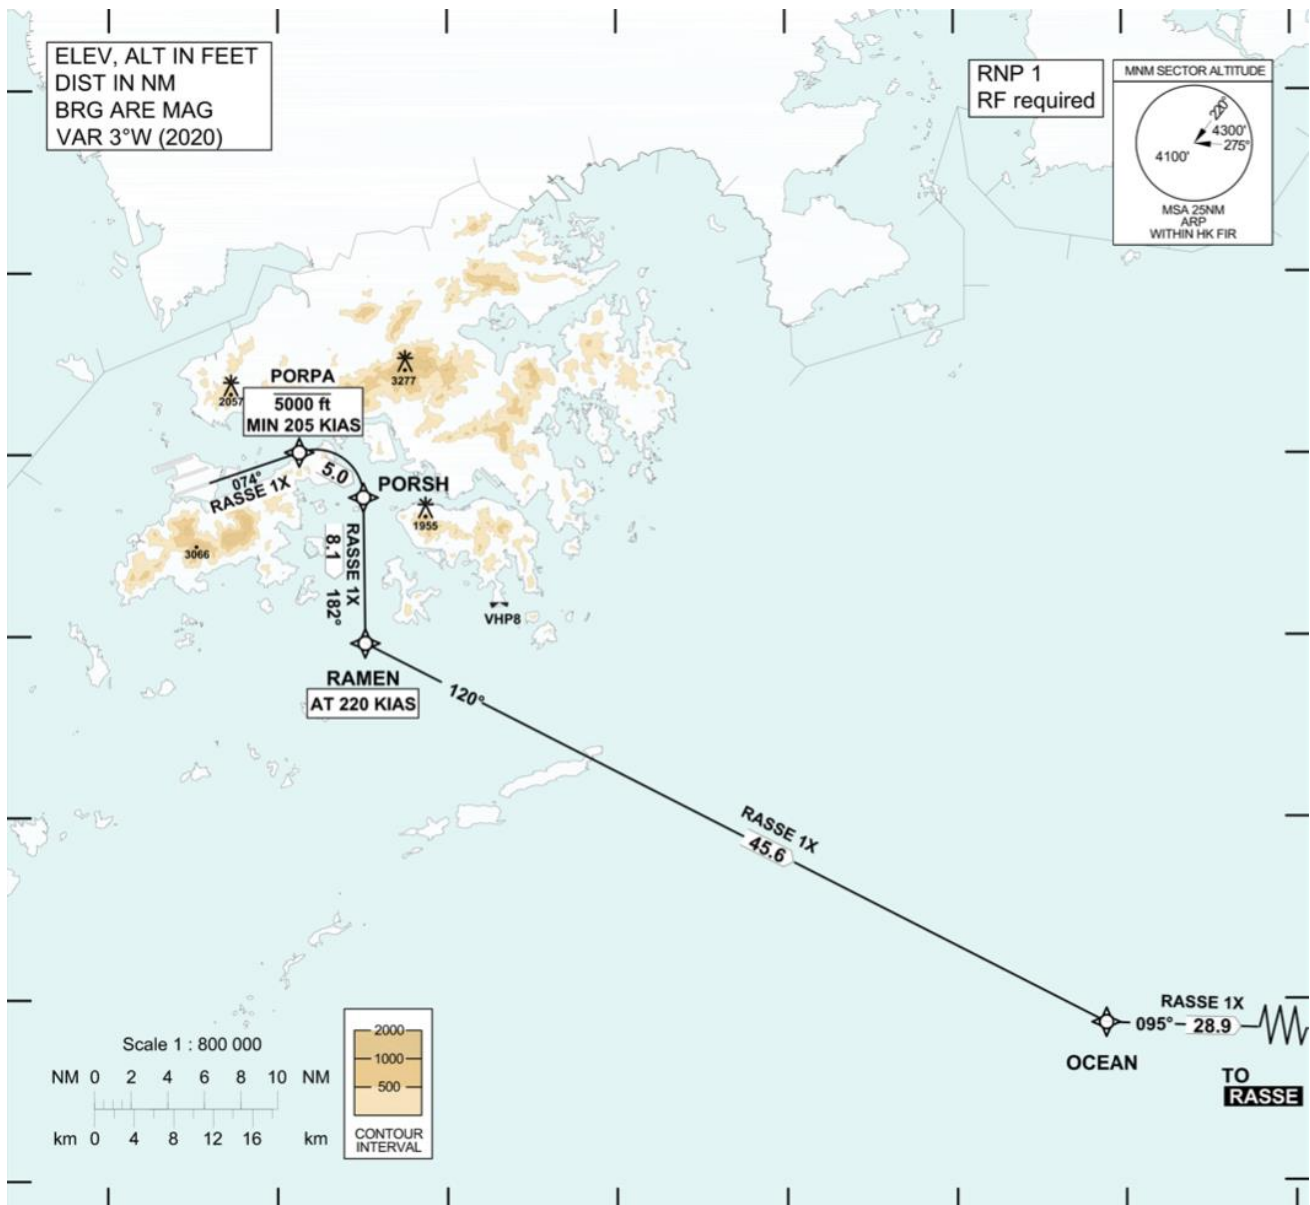 ELEV, ALT IN FEET
DIST IN NM
BRG ARE MAG
VAR 3°W (2020)
RNP 1
RF required
MNM SECTOR ALTITUDE
220°
4300'
275°
4100'
MSA 25NM
ARP
WITHIN HK FIR
3277
2057
PORPA
5000 ft
MIN 205 KIAS
074°
RASSE 1X
5.0
PORSH
1955
3066
RASSE 1X
8.1
182°
VHP8
RAMEN
AT 220 KIAS
120°
RASSE 1X
45.6
RASSE 1X
095°
28.9
OCEAN
TO
RASSE
Scale 1 : 800 000
NM 0 2 4 6 8 10 NM
km 0 4 8 12 16 km
2000
1000
500
CONTOUR
INTERVAL